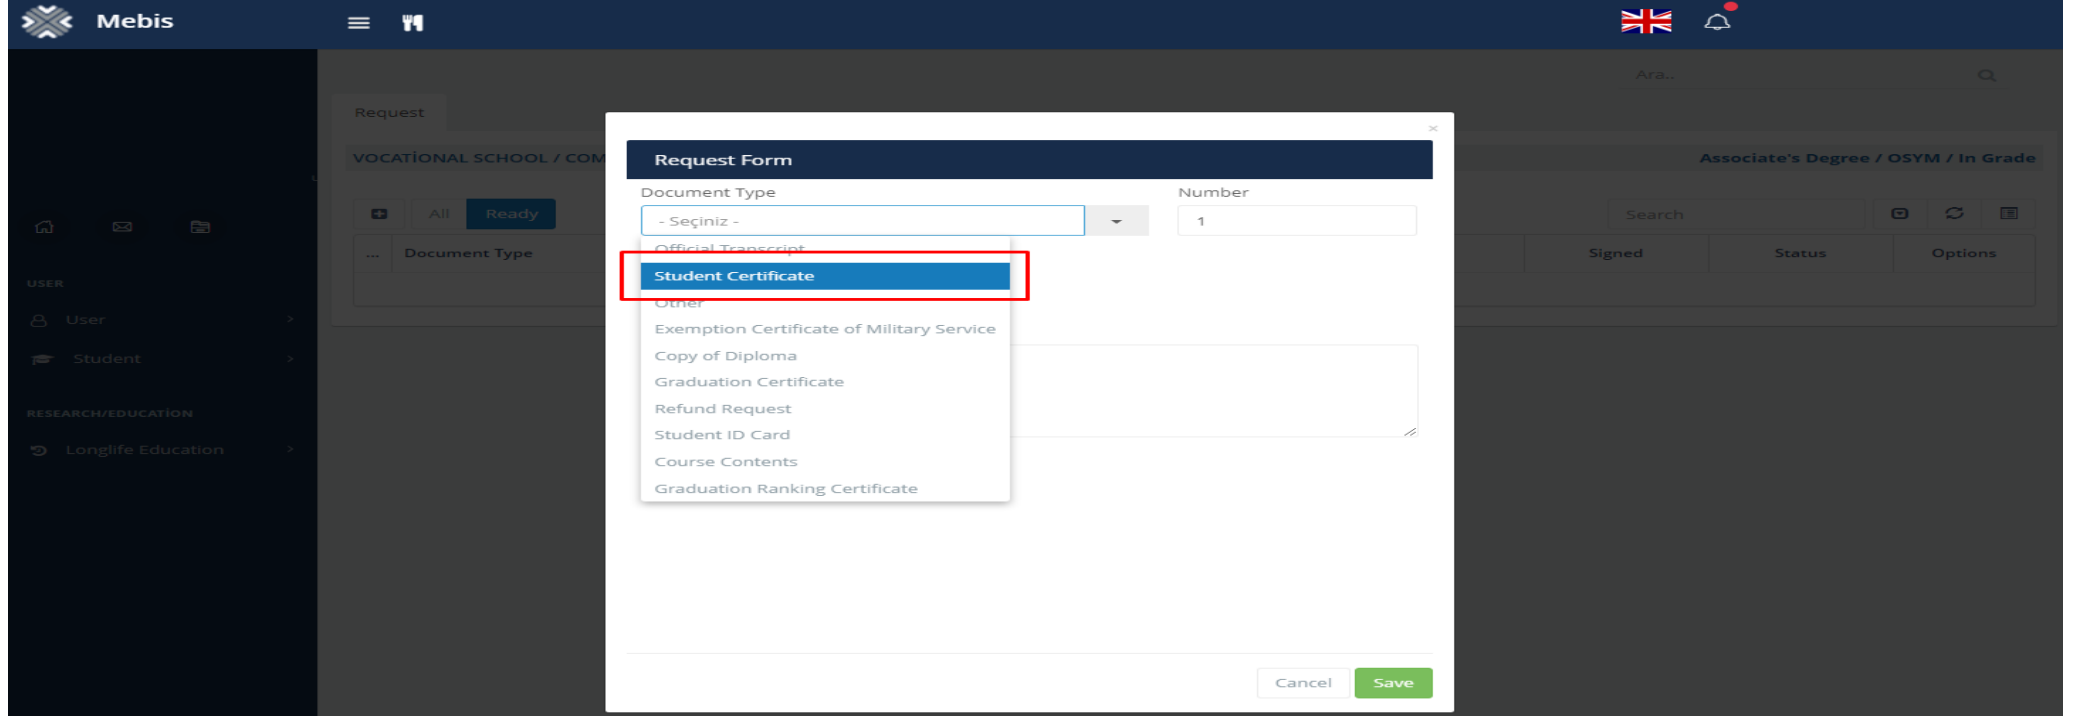 Mebis
Ara..
Request
VOCATİONAL SCHOOL / COM
Associate's Degree / OSYM / In Grade
All
Ready
Search
...
Document Type
Signed
Status
Options
USER
User
Student
RESEARCH/EDUCATİON
Longlife Education
×
Request Form
Document Type
Number
- Seçiniz -
1
Official Transcript
Student Certificate
Other
Exemption Certificate of Military Service
Copy of Diploma
Graduation Certificate
Refund Request
Student ID Card
Course Contents
Graduation Ranking Certificate
Cancel
Save